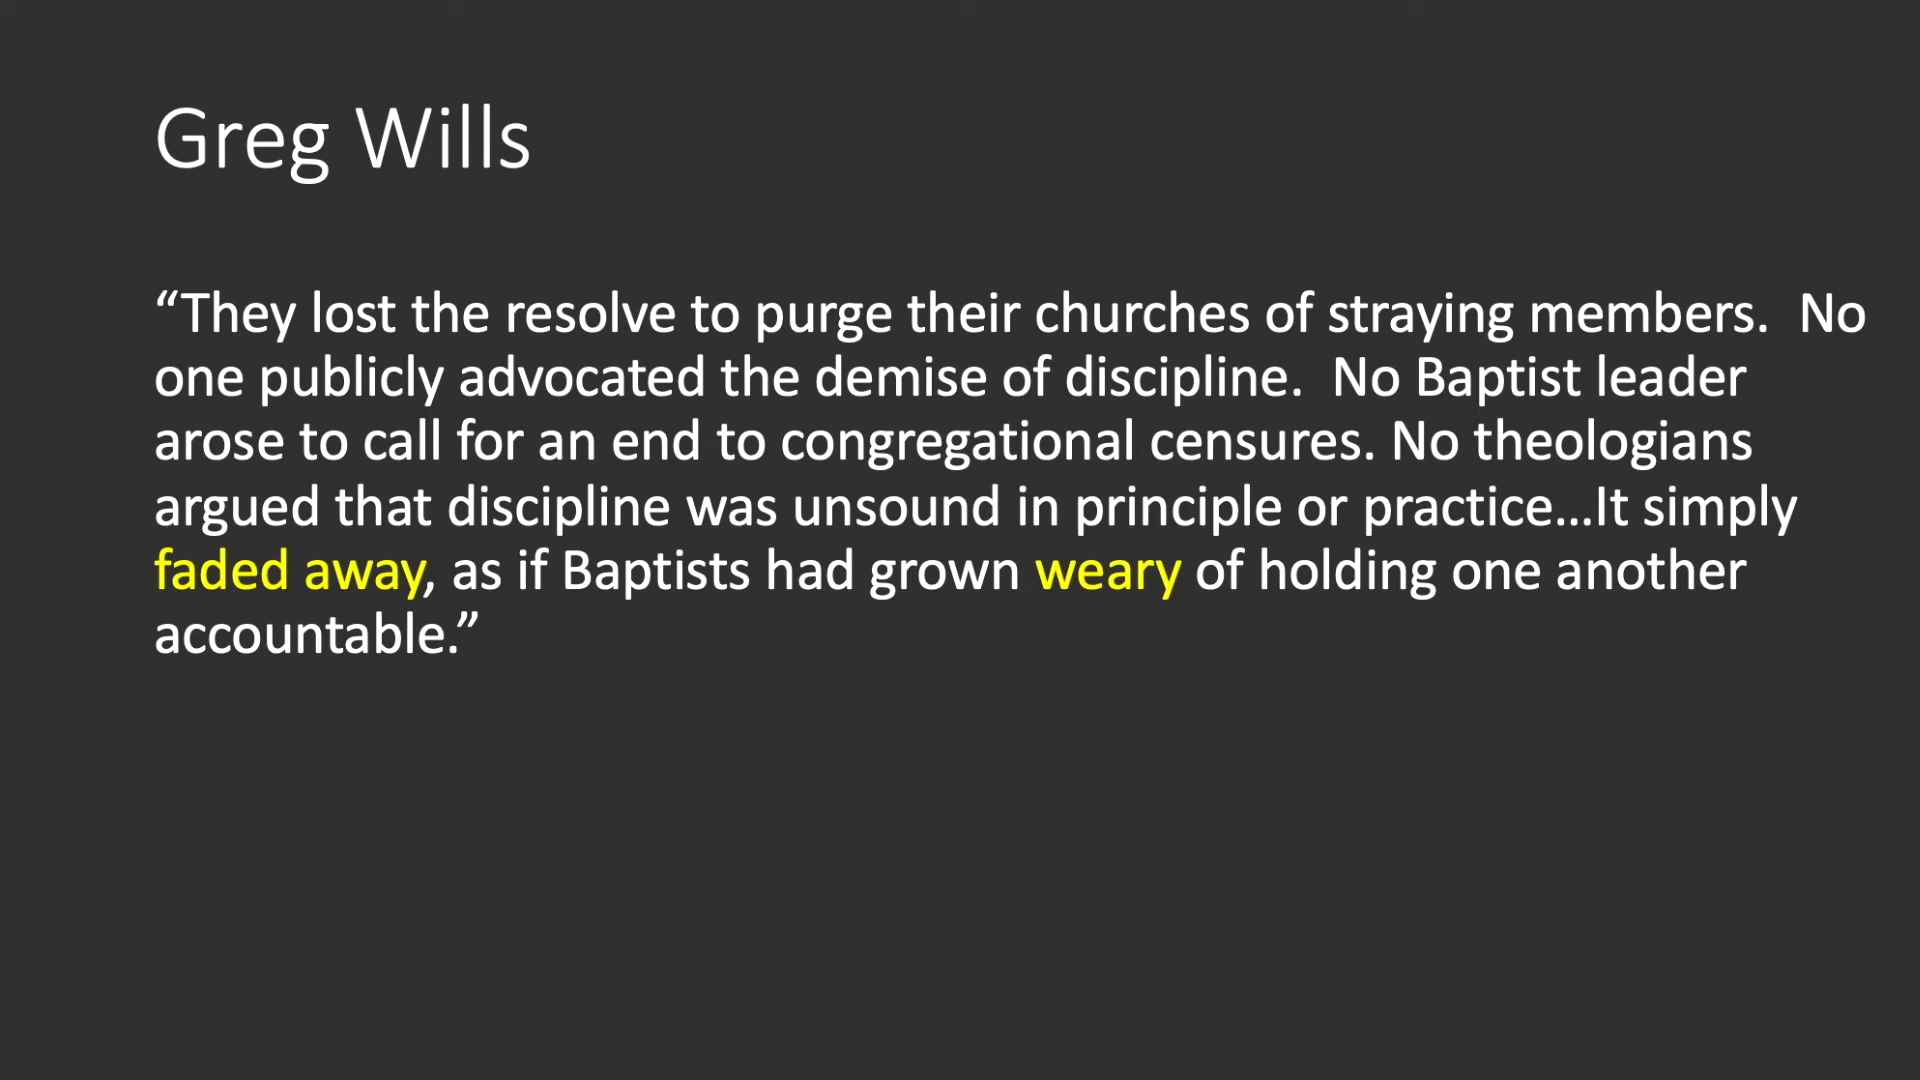 Greg Wills
“They lost the resolve to purge their churches of straying members.  No
one publicly advocated the demise of discipline.  No Baptist leader
arose to call for an end to congregational censures. No theologians
argued that discipline was unsound in principle or practice…It simply
faded away, as if Baptists had grown weary of holding one another
accountable.”